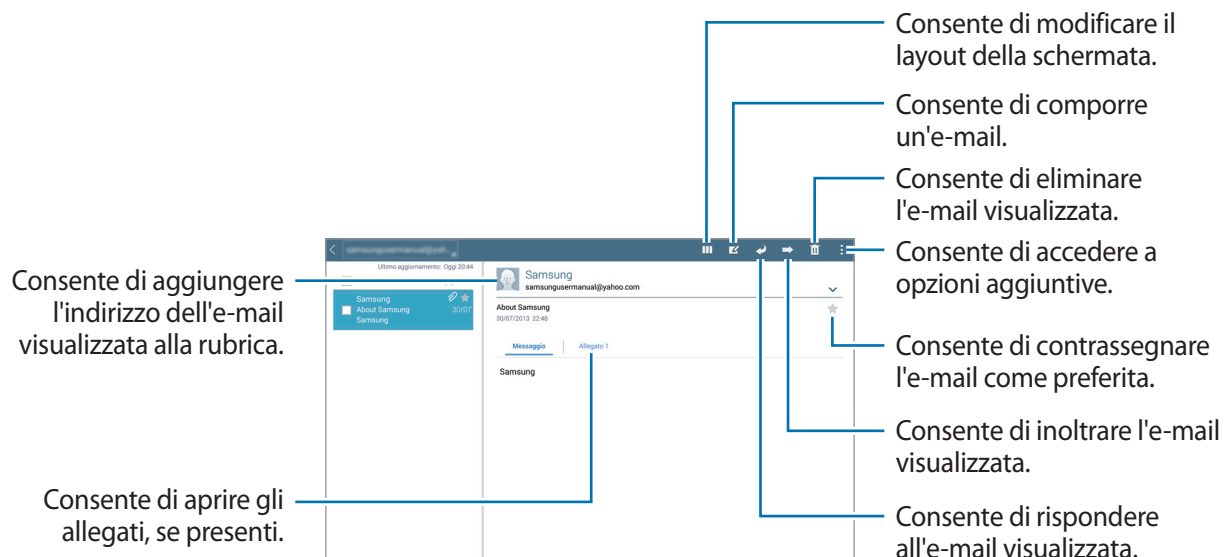 Consente di modificare il
layout della schermata.
Consente di comporre
un'e-mail.
Consente di eliminare
l'e-mail visualizzata.
Consente di accedere a
opzioni aggiuntive.
Consente di contrassegnare
l'e-mail come preferita.
Consente di inoltrare l'e-mail
visualizzata.
Consente di rispondere
all'e-mail visualizzata.
Consente di aggiungere
l'indirizzo dell'e-mail
visualizzata alla rubrica.
Consente di aprire gli
allegati, se presenti.
Ultimo aggiornamento: Oggi 20:44
Samsung
About Samsung 30/07
Samsung
Samsung
samsungusermanual@yahoo.com
About Samsung
30/07/2013 22:48
Messaggio Allegato 1
Samsung